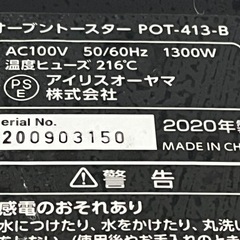 オーブントースター POT-413-B
AC100V 50/60Hz 1300W
温度ヒューズ 216℃
PSE
アイリスオーヤマ
株式会社
Serial No.
200903150
2020年
MADE IN CH
警告
感電のおそれあり
水につけたり、水をかけたり、丸洗い